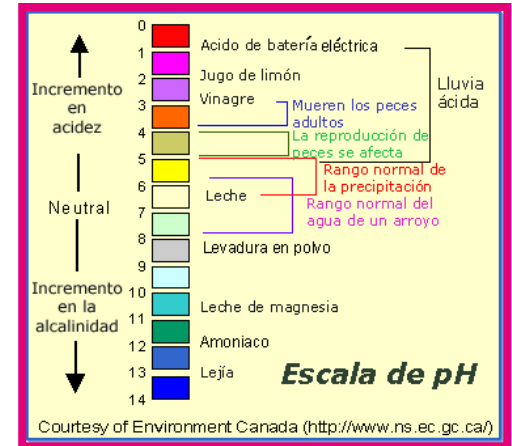 0
Acido de batería eléctrica
1
Jugo de limón
2
Vinagre
3
Mueren los peces
adultos
4
La reproducción de
peces se afecta
5
Lluvia
ácida
Rango normal de
la precipitación
6
Leche
Rango normal del
agua de un arroyo
7
8
Levadura en polvo
9
10
Leche de magnesia
11
Amoniaco
12
13
Lejía
14
Incremento
en
acidez
Neutral
Incremento
en la
alcalinidad
Escala de pH
Courtesy of Environment Canada (http://www.ns.ec.gc.ca/)